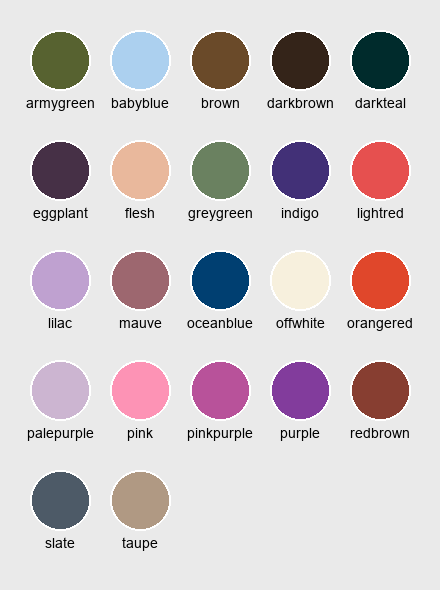 armygreen babyblue brown darkbrown darkteal
eggplant flesh greygreen indigo lightred
lilac mauve oceanblue offwhite orangered
palepurple pink pinkpurple purple redbrown
slate taupe